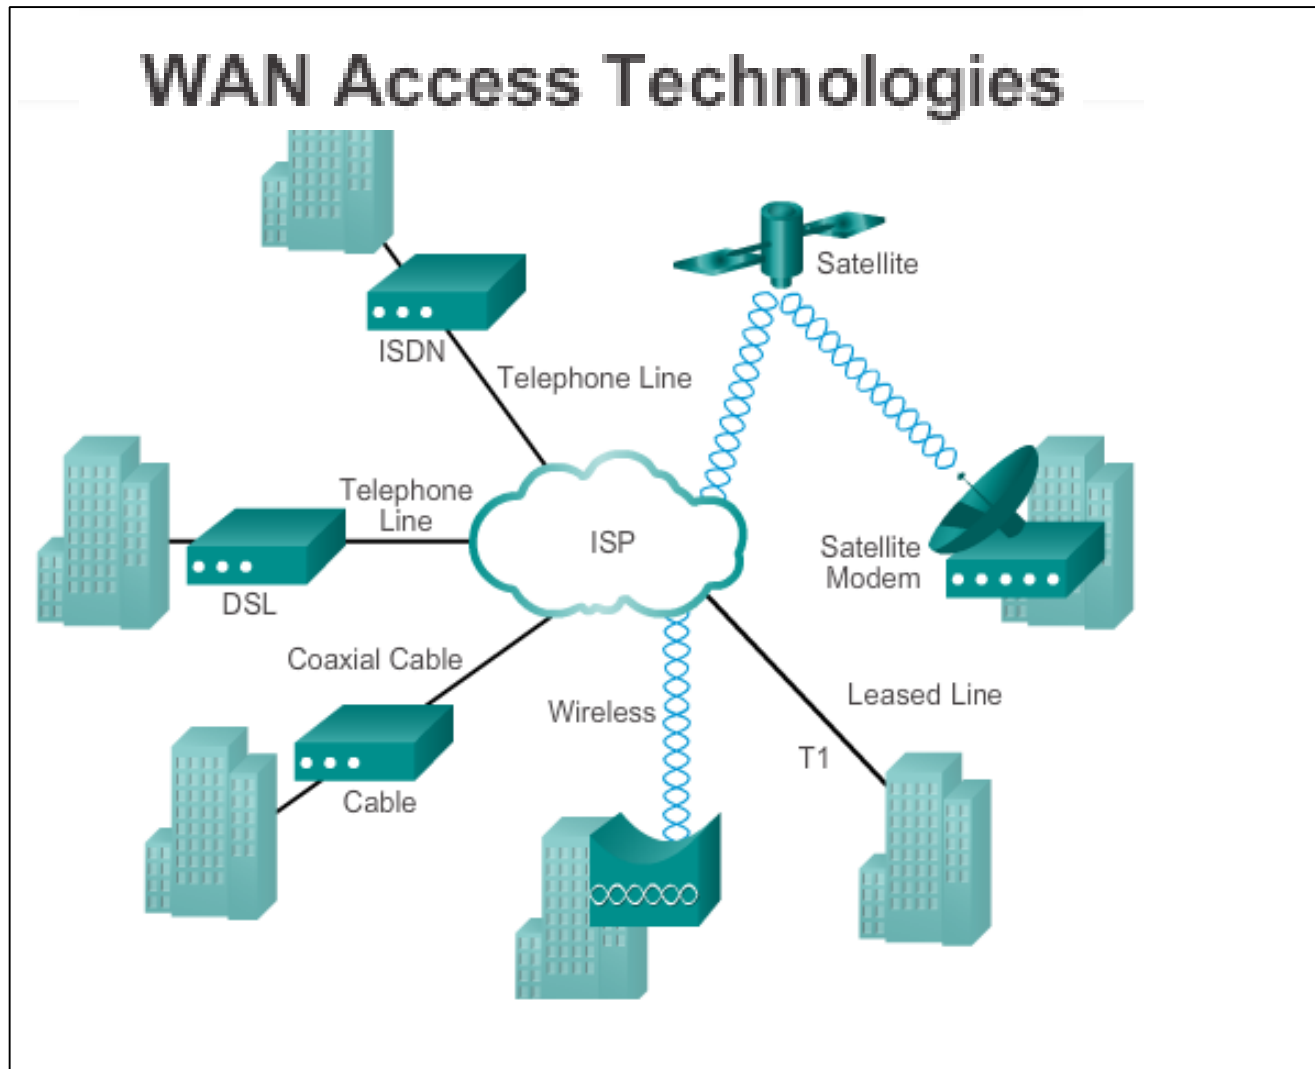 WAN Access Technologies
Satellite
ISDN
Telephone Line
Telephone
Line
ISP
Satellite
Modem
DSL
Coaxial Cable
Leased Line
Wireless
T1
Cable